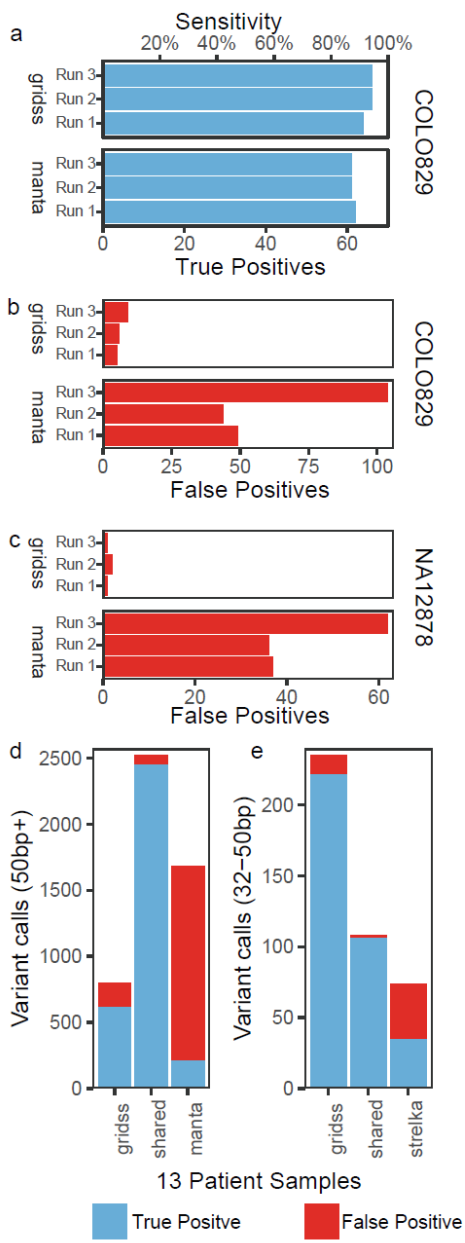 a
Sensitivity
20% 40% 60% 80% 100%
gridss
Run 3
Run 2
Run 1
manta
Run 3
Run 2
Run 1
COLO829
0 20 40 60
True Positives
b
gridss
Run 3
Run 2
Run 1
manta
Run 3
Run 2
Run 1
COLO829
0 25 50 75 100
False Positives
c
gridss
Run 3
Run 2
Run 1
manta
Run 3
Run 2
Run 1
NA12878
0 20 40 60
False Positives
d
Variant calls (50bp+)
2500
2000
1500
1000
500
0
gridss
shared
manta
e
Variant calls (32−50bp)
200
150
100
50
0
gridss
shared
strelka
13 Patient Samples
True Positve
False Positive